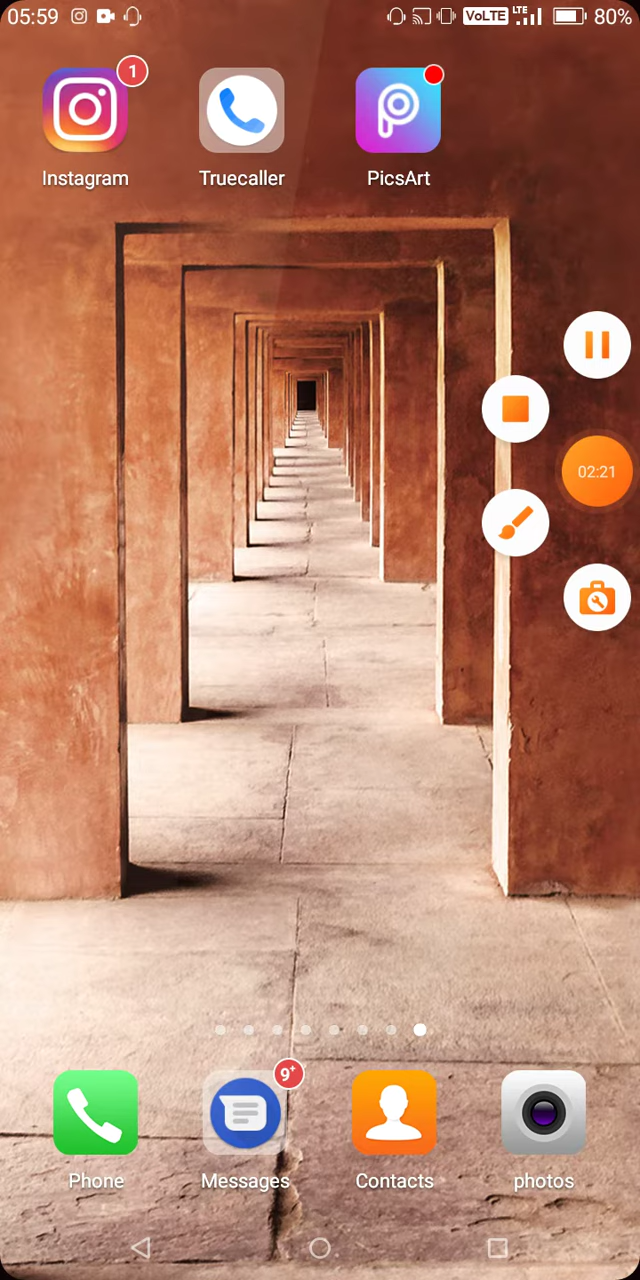 05:59 VoLTE LTE 80%
1
Instagram Truecaller PicsArt
02:21
9+
Phone Messages Contacts photos